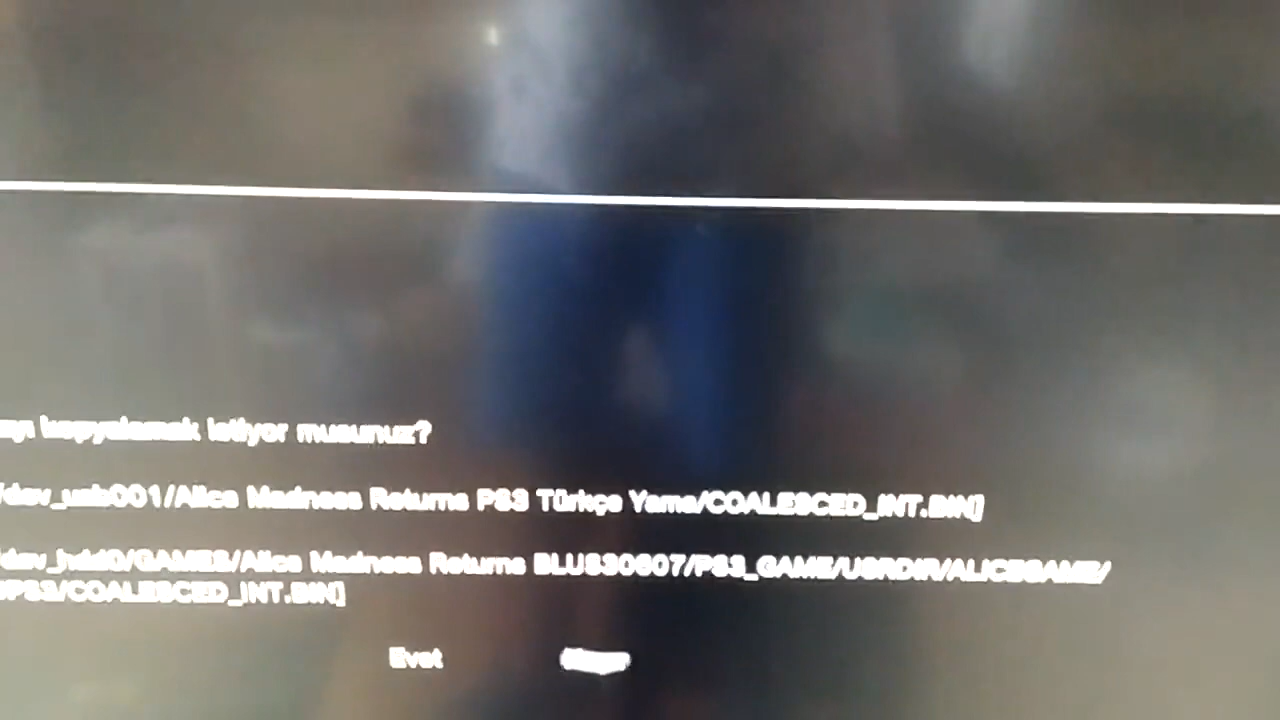 kopyalamak istiyor musunuz?
/dev_usb001/Alice Madness Returns PS3 Türkçe Yama/COALESCED_INT.BIN]
/dev_hdd0/GAMES/Alice Madness Returns BLUS30607/PS3_GAME/USRDIR/ALICEGAME/
PS3/COALESCED_INT.BIN]
Evet